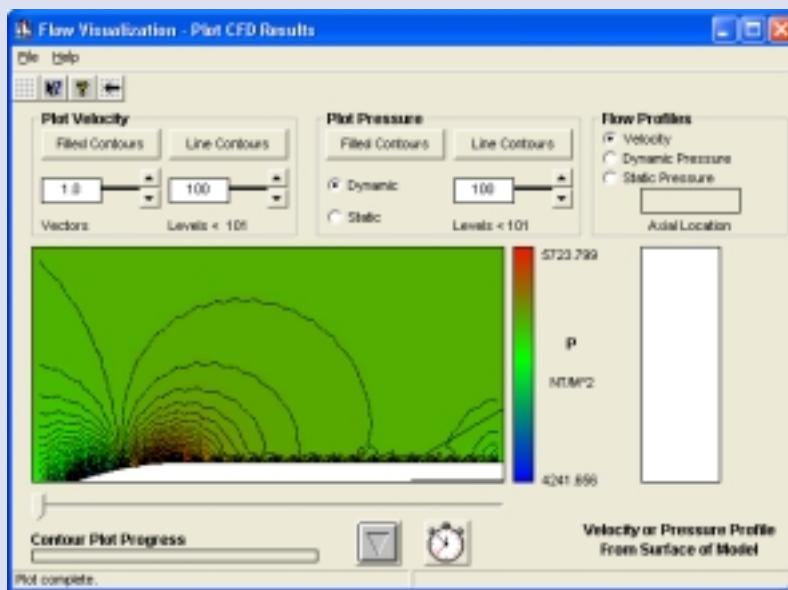 Flow Visualization - Plot CFD Results
File Help
Plot Velocity
Filled Contours
Line Contours
1.0
100
Vectors
Levels < 101
Plot Pressure
Filled Contours
Line Contours
Dynamic
Static
100
Levels < 101
Flow Profiles
Velocity
Dynamic Pressure
Static Pressure
Axial Location
5723.799
P
NT/M^2
4241.656
Contour Plot Progress
Velocity or Pressure Profile
From Surface of Model
Plot complete.